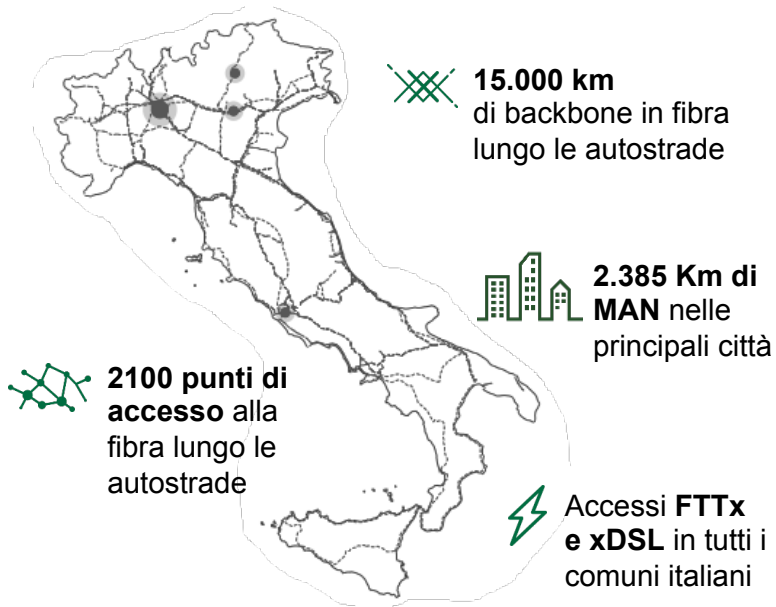 15.000 km
di backbone in fibra
lungo le autostrade
2.385 Km di
MAN nelle
principali città
2100 punti di
accesso alla
fibra lungo le
autostrade
Accessi FTTx
e xDSL in tutti i
comuni italiani